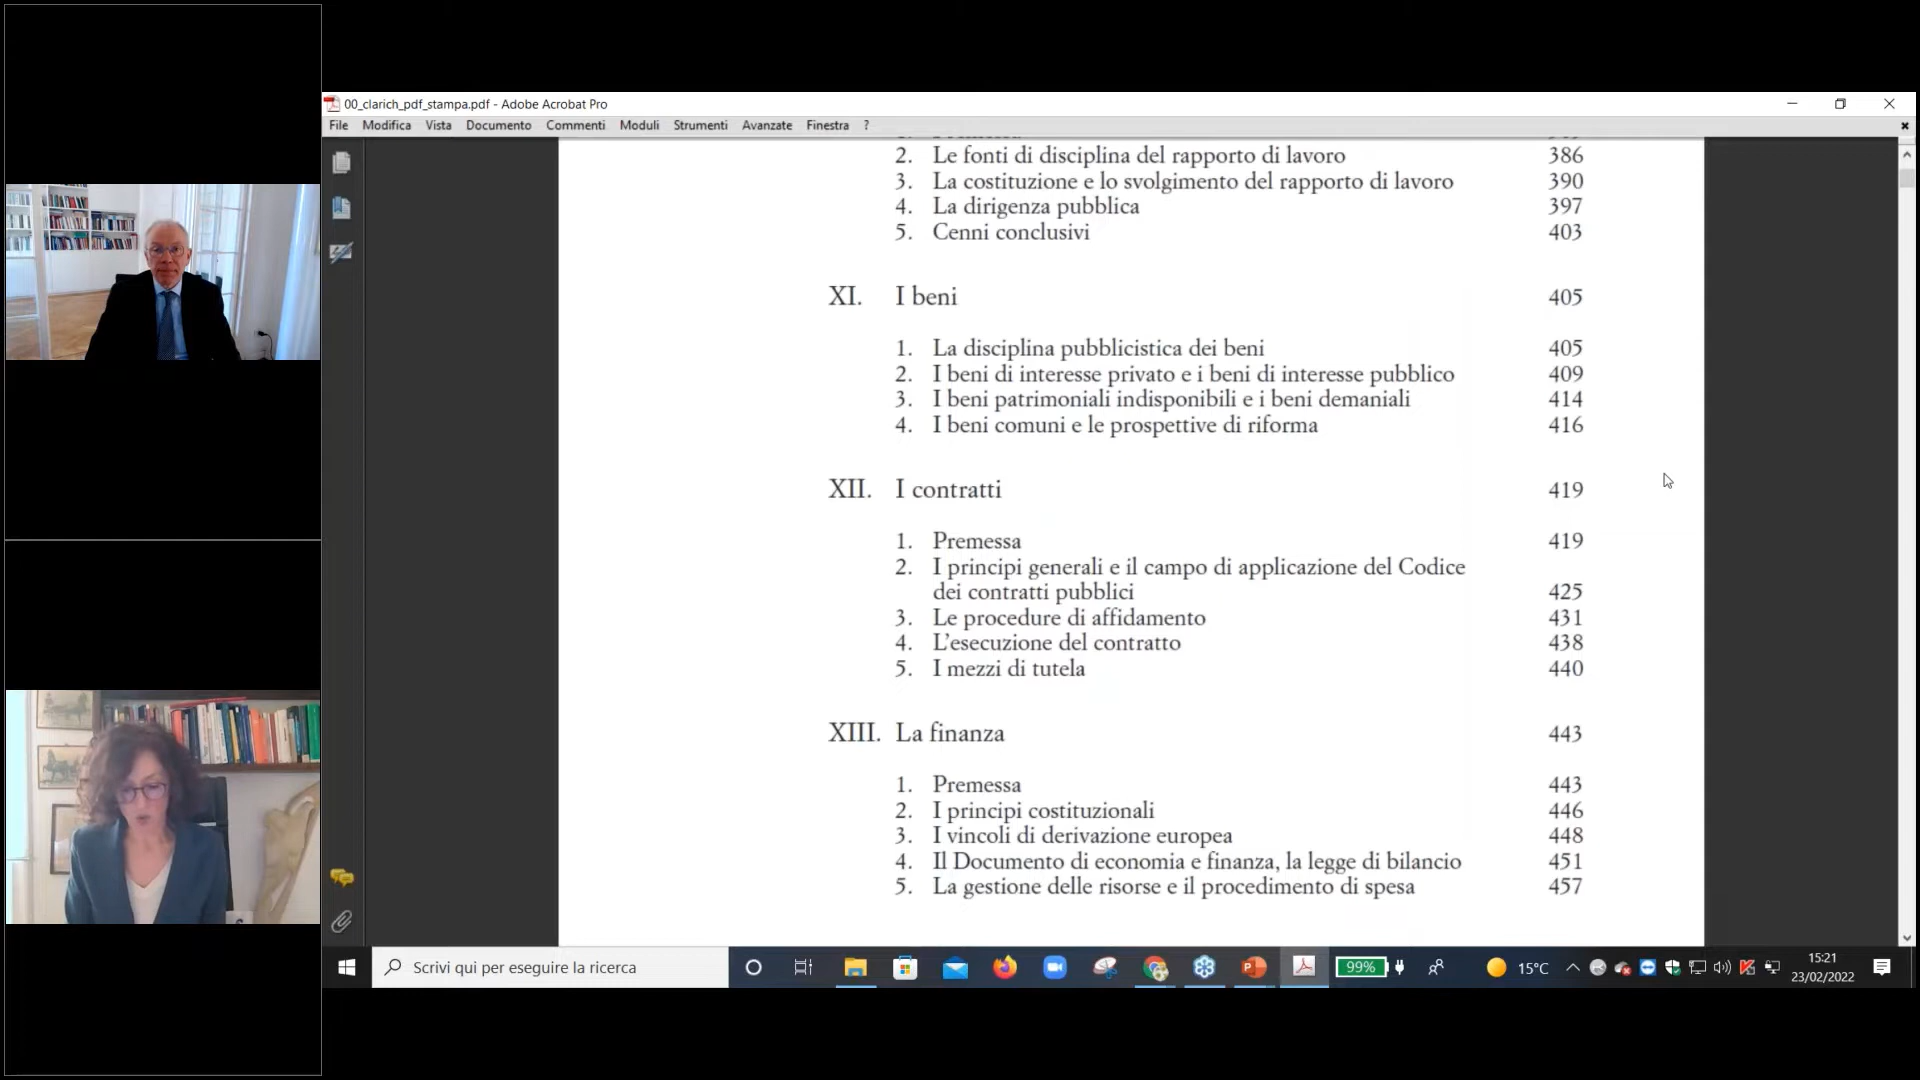 00_clarich_pdf_stampa.pdf - Adobe Acrobat Pro
File Modifica Vista Documento Commenti Moduli Strumenti Avanzate Finestra ?
2. Le fonti di disciplina del rapporto di lavoro 386
3. La costituzione e lo svolgimento del rapporto di lavoro 390
4. La dirigenza pubblica 397
5. Cenni conclusivi 403
XI. I beni 405
1. La disciplina pubblicistica dei beni 405
2. I beni di interesse privato e i beni di interesse pubblico 409
3. I beni patrimoniali indisponibili e i beni demaniali 414
4. I beni comuni e le prospettive di riforma 416
XII. I contratti 419
1. Premessa 419
2. I principi generali e il campo di applicazione del Codice
dei contratti pubblici 425
3. Le procedure di affidamento 431
4. L'esecuzione del contratto 438
5. I mezzi di tutela 440
XIII. La finanza 443
1. Premessa 443
2. I principi costituzionali 446
3. I vincoli di derivazione europea 448
4. Il Documento di economia e finanza, la legge di bilancio 451
5. La gestione delle risorse e il procedimento di spesa 457
Scrivi qui per eseguire la ricerca
99%
15°C
15:21
23/02/2022